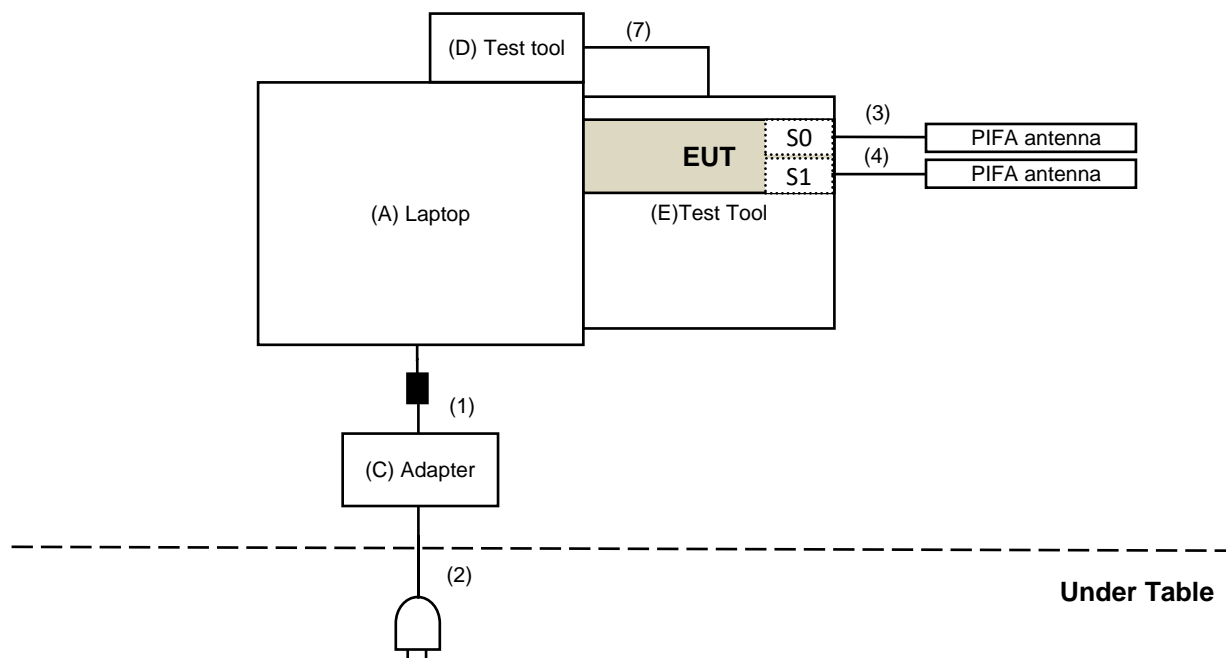 (D) Test tool
(7)
(3)
S0
PIFA antenna
EUT
(4)
S1
PIFA antenna
(A) Laptop
(E)Test Tool
(1)
(C) Adapter
(2)
Under Table